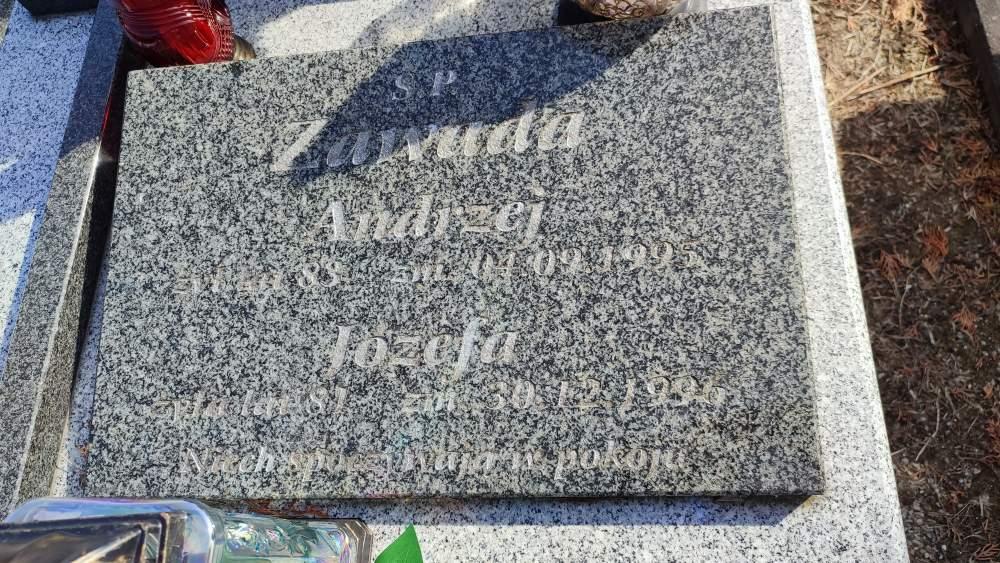 Ś P
Zawada
Andrzej
żył lat 83 zm. 04.09.1995
Józefa
żyła lat 81 zm. 30.12.1996
Niech spoczywają w pokoju